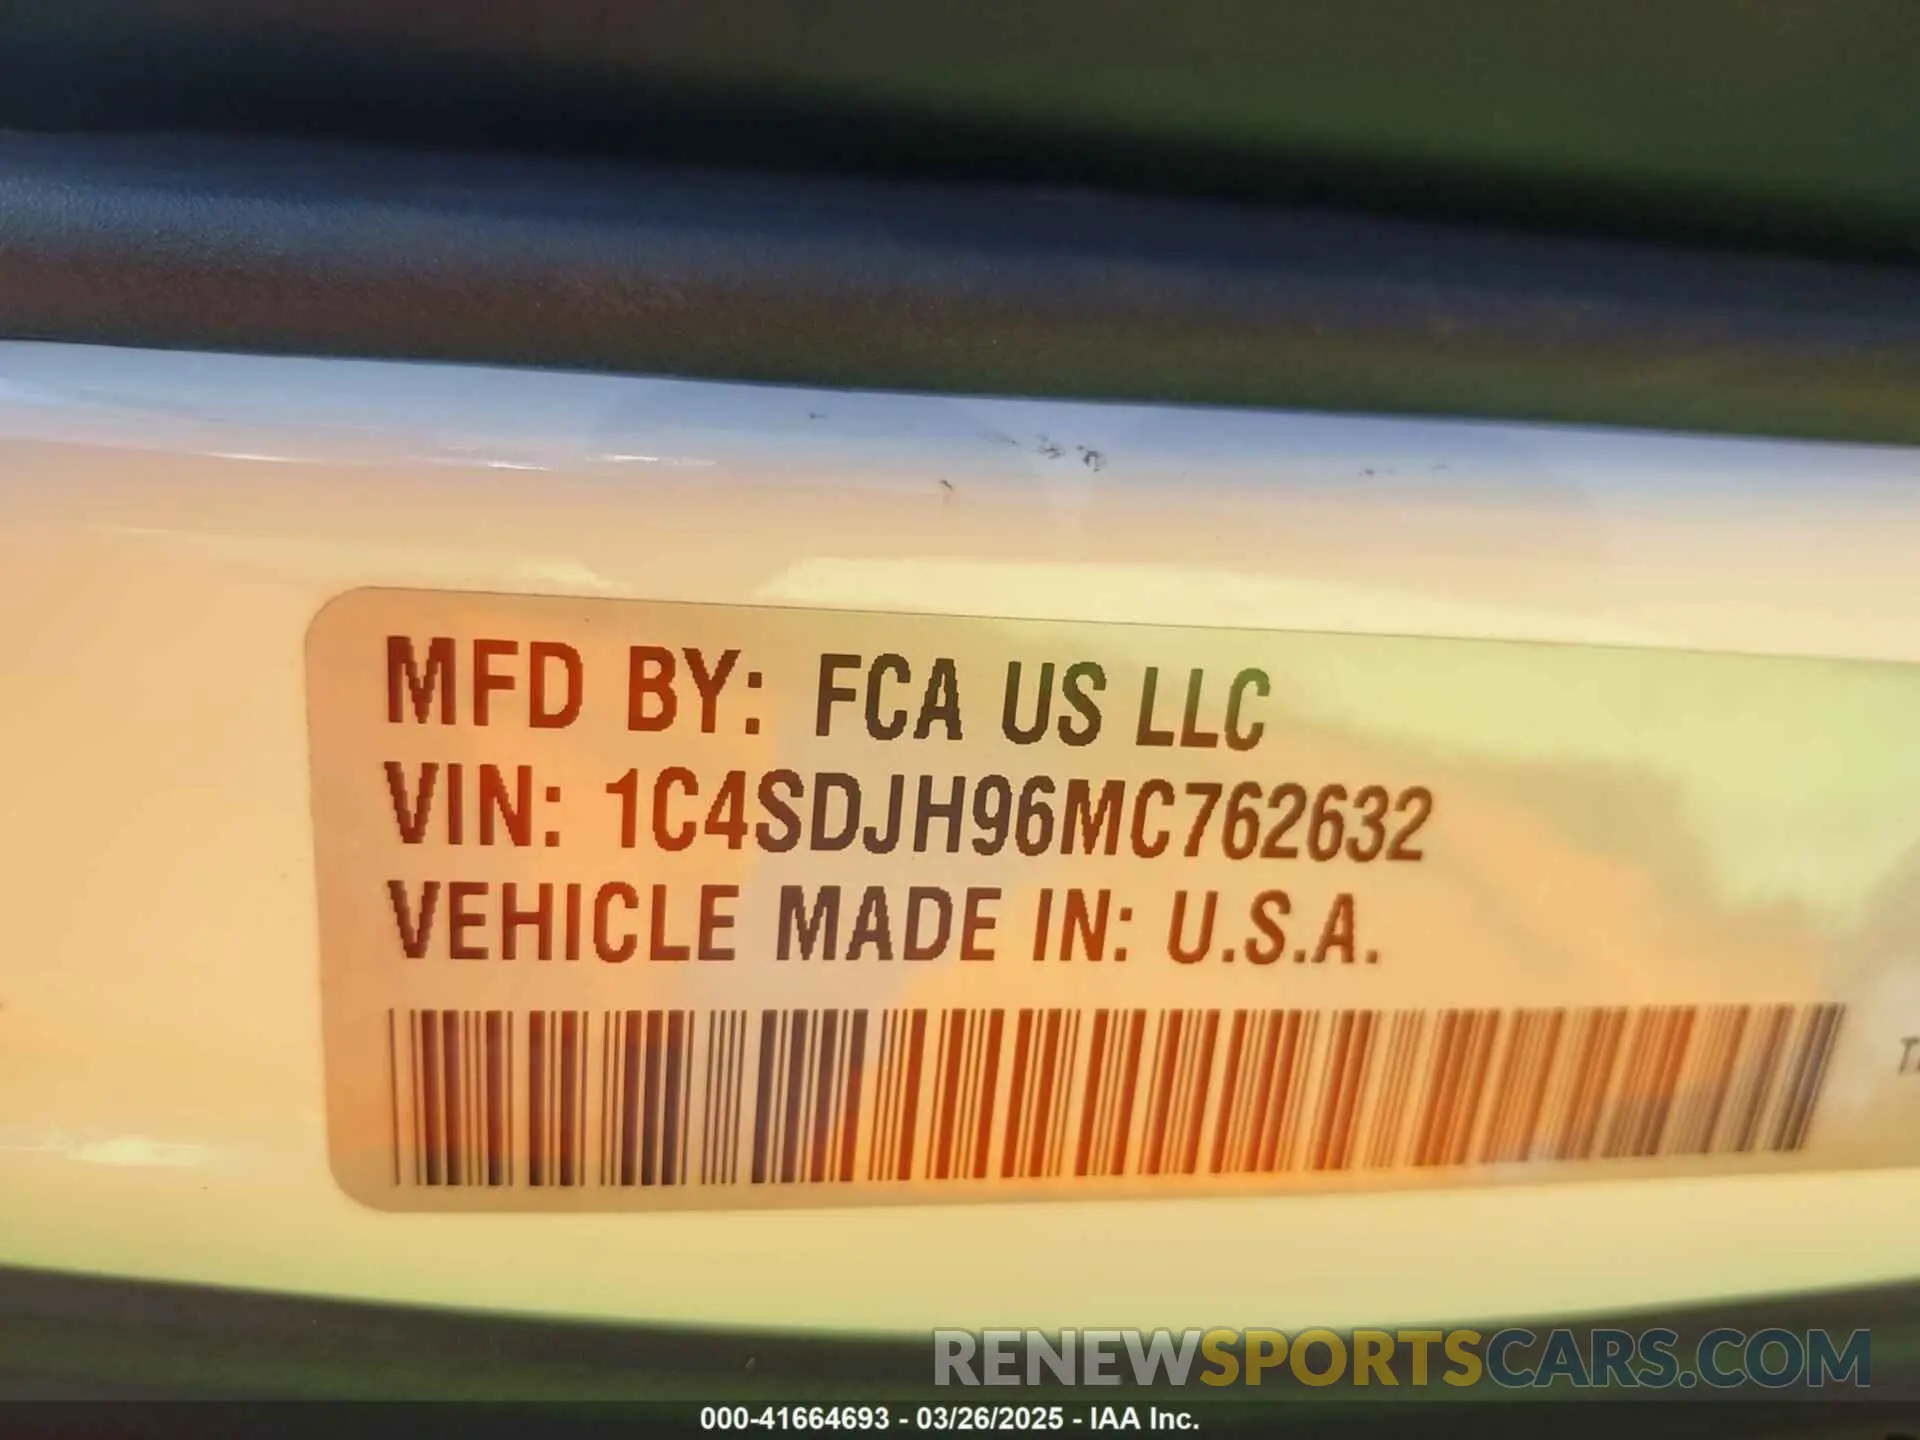 MFD BY: FCA US LLC
VIN: 1C4SDJH96MC762632
VEHICLE MADE IN: U.S.A.
RENEWSPORTSCARS.COM
000-41664693 - 03/26/2025 - IAA Inc.